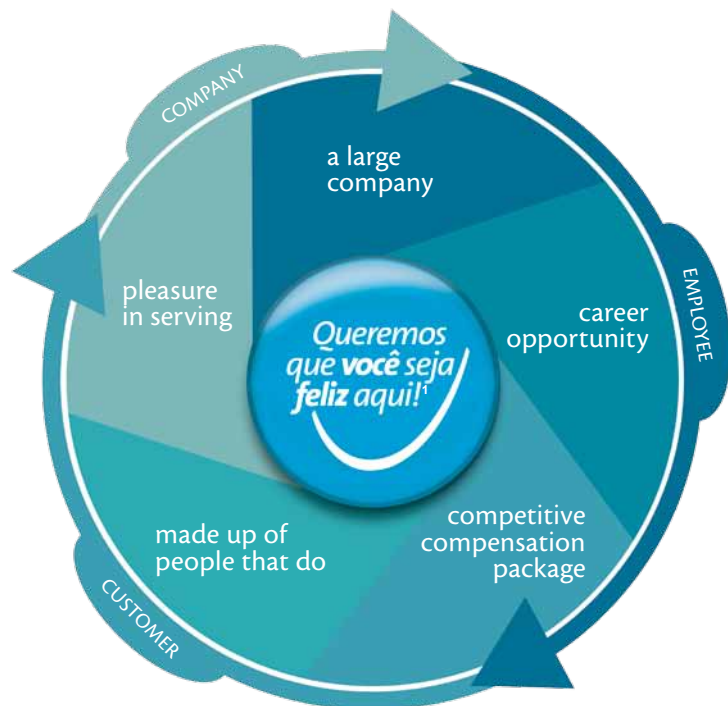 COMPANY
a large
company
EMPLOYEE
career
opportunity
pleasure
in serving
Queremos
que você seja
feliz aqui!¹
competitive
compensation
package
made up of
people that do
CUSTOMER